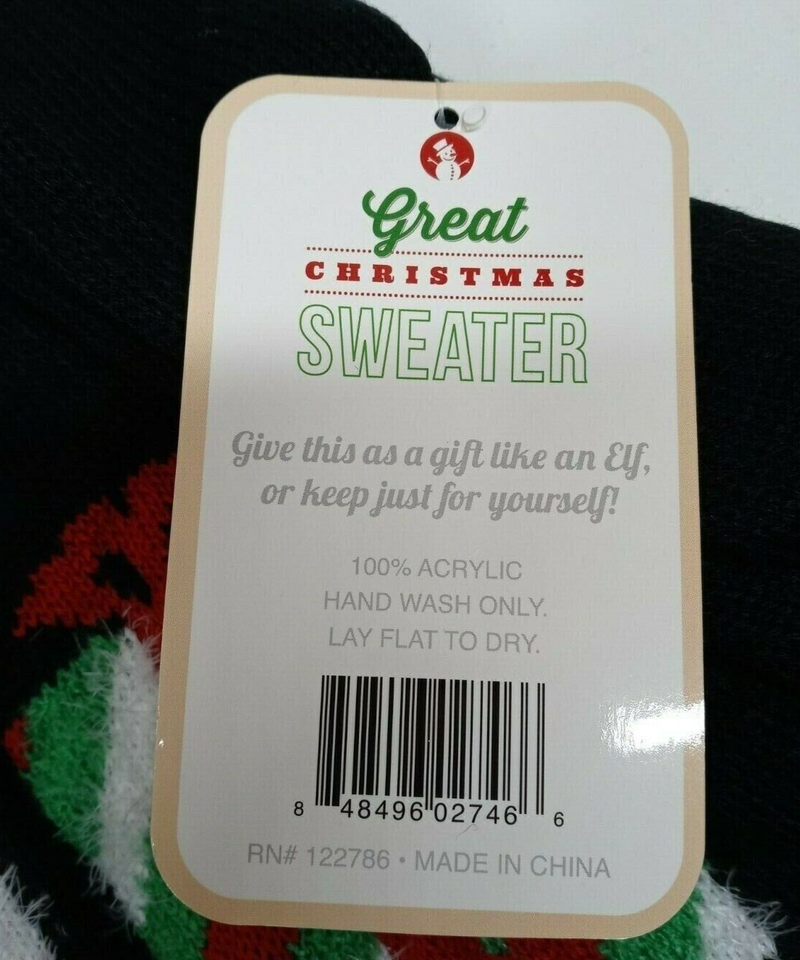 Great
CHRISTMAS
SWEATER
Give this as a gift like an Elf,
or keep just for yourself!
100% ACRYLIC
HAND WASH ONLY.
LAY FLAT TO DRY.
8 48496 02746 6
RN# 122786 • MADE IN CHINA